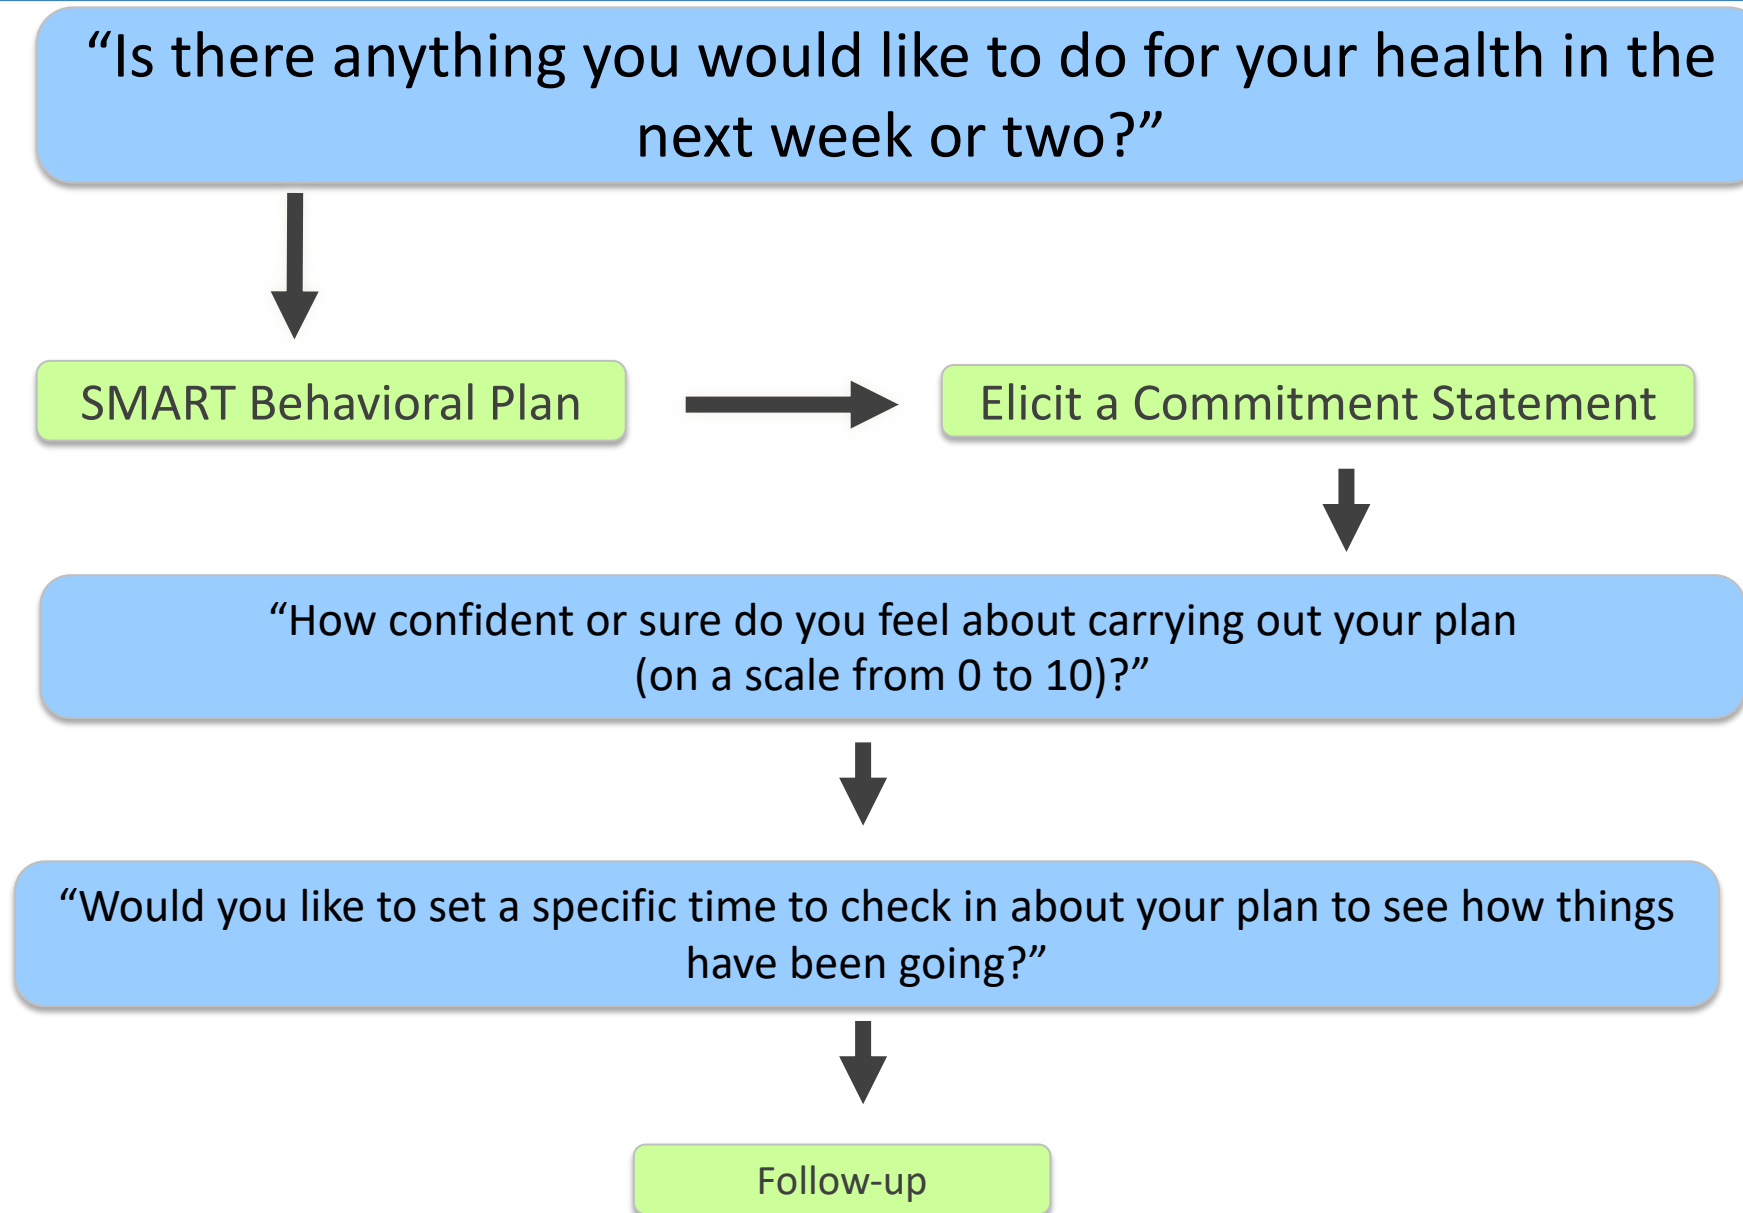 “Is there anything you would like to do for your health in the
next week or two?”
SMART Behavioral Plan
Elicit a Commitment Statement
“How confident or sure do you feel about carrying out your plan
(on a scale from 0 to 10)?”
“Would you like to set a specific time to check in about your plan to see how things
have been going?”
Follow-up